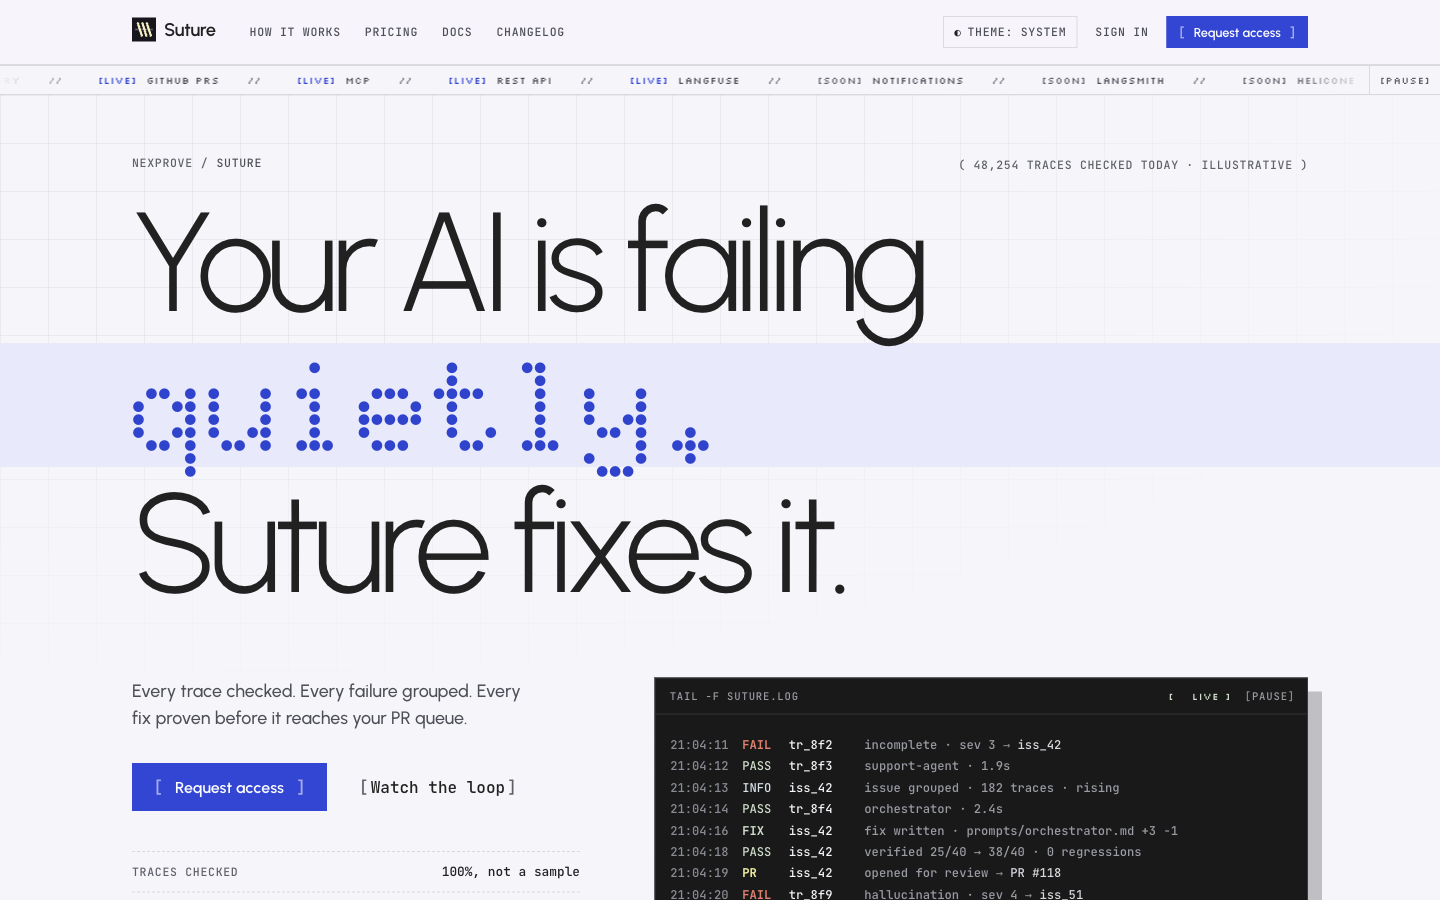 Suture
HOW IT WORKS PRICING DOCS CHANGELOG
◐ THEME: SYSTEM SIGN IN [ Request access ]
RY // [LIVE] GITHUB PRS // [LIVE] MCP // [LIVE] REST API // [LIVE] LANGFUSE // [SOON] NOTIFICATIONS // [SOON] LANGSMITH // [SOON] HELICONE [PAUSE]
NEXPROVE / SUTURE
( 48,254 TRACES CHECKED TODAY · ILLUSTRATIVE )
Your AI is failing
quietly.
Suture fixes it.
Every trace checked. Every failure grouped. Every
fix proven before it reaches your PR queue.
[ Request access ] [Watch the loop]
TRACES CHECKED 100%, not a sample
TAIL -F SUTURE.LOG [ LIVE ] [PAUSE]
21:04:11 FAIL tr_8f2 incomplete · sev 3 → iss_42
21:04:12 PASS tr_8f3 support-agent · 1.9s
21:04:13 INFO iss_42 issue grouped · 182 traces · rising
21:04:14 PASS tr_8f4 orchestrator · 2.4s
21:04:16 FIX iss_42 fix written · prompts/orchestrator.md +3 -1
21:04:18 PASS iss_42 verified 25/40 → 38/40 · 0 regressions
21:04:19 PR iss_42 opened for review → PR #118
21:04:20 FAIL tr_8f9 hallucination · sev 4 → iss_51